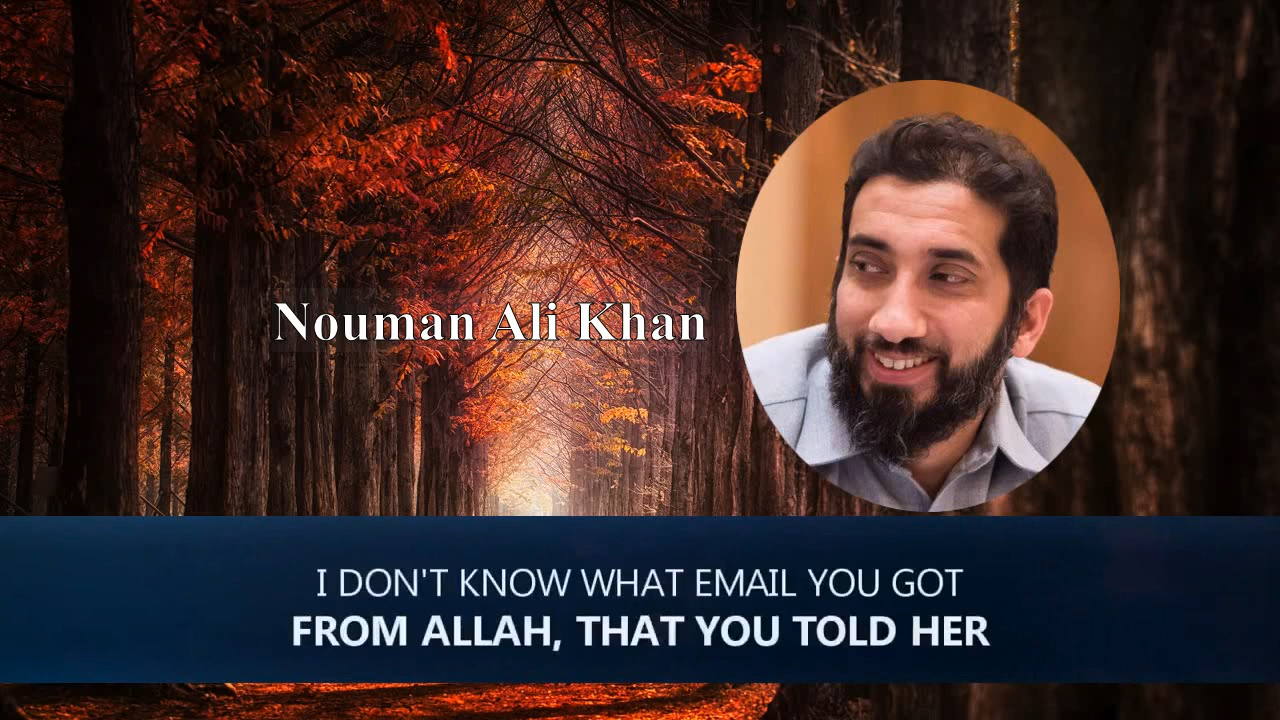 Nouman Ali Khan
I DON'T KNOW WHAT EMAIL YOU GOT
FROM ALLAH, THAT YOU TOLD HER